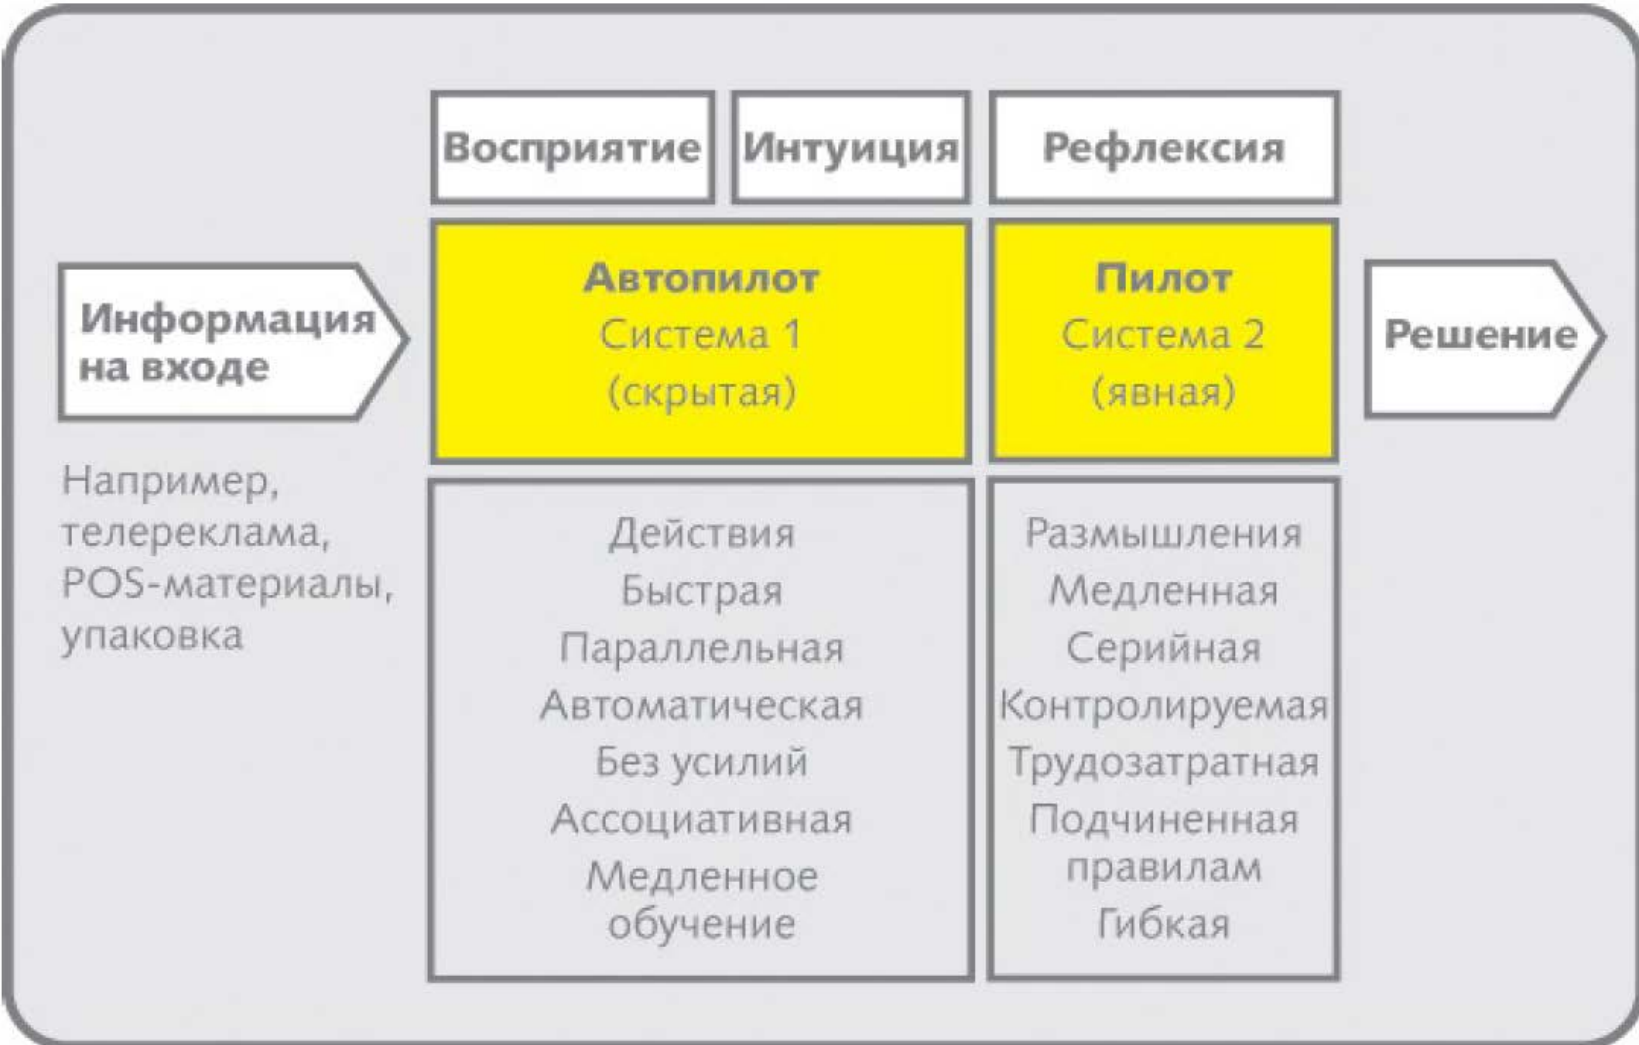 Восприятие
Интуиция
Рефлексия
Информация
на входе
Например,
телереклама,
POS-материалы,
упаковка
Автопилот
Система 1
(скрытая)
Пилот
Система 2
(явная)
Решение
Действия
Быстрая
Параллельная
Автоматическая
Без усилий
Ассоциативная
Медленное
обучение
Размышления
Медленная
Серийная
Контролируемая
Трудозатратная
Подчиненная
правилам
Гибкая